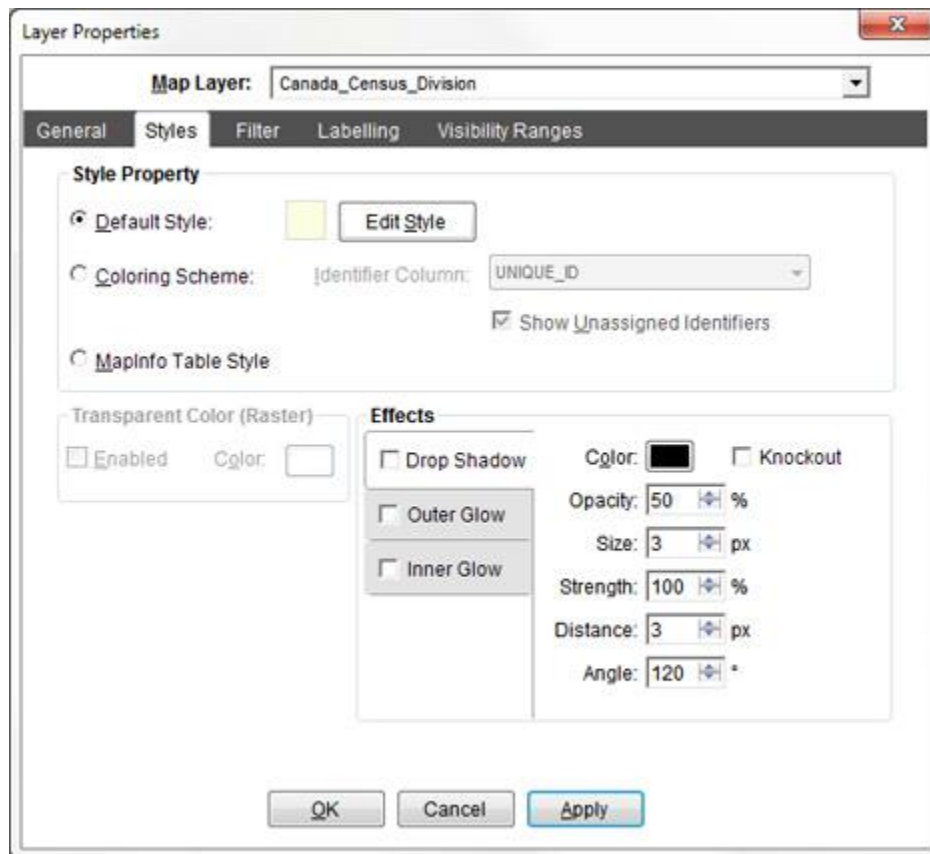 Layer Properties
Map Layer: Canada_Census_Division
General Styles Filter Labelling Visibility Ranges
Style Property
Default Style: Edit Style
Coloring Scheme: Identifier Column: UNIQUE_ID
Show Unassigned Identifiers
MapInfo Table Style
Transparent Color (Raster)
Enabled Color:
Effects
Drop Shadow
Outer Glow
Inner Glow
Color: Knockout
Opacity: 50 %
Size: 3 px
Strength: 100 %
Distance: 3 px
Angle: 120 °
OK Cancel Apply